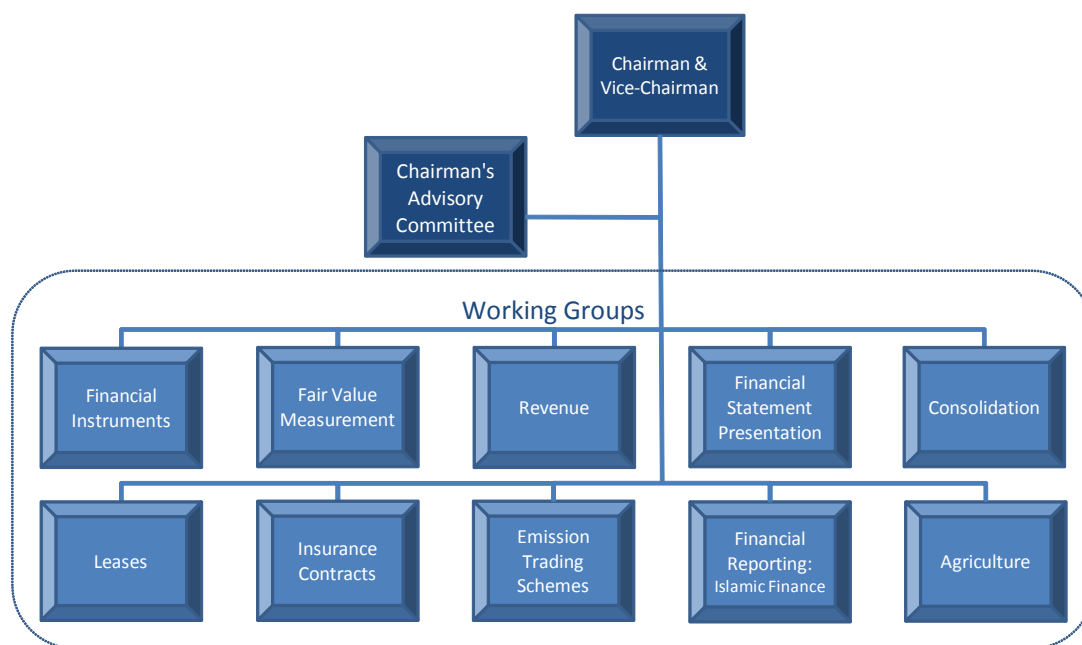 Chairman &
Vice-Chairman
Chairman's
Advisory
Committee
Working Groups
Financial
Instruments
Fair Value
Measurement
Revenue
Financial
Statement
Presentation
Consolidation
Leases
Insurance
Contracts
Emission
Trading
Schemes
Financial
Reporting:
Islamic Finance
Agriculture